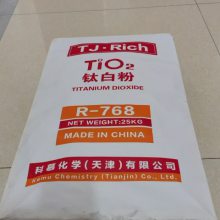 TJ·Rich
TiO₂
钛白粉
TITANIUM DIOXIDE
R-768
NET WEIGHT:25KG
MADE IN CHINA
科慕化学(天津)有限公司
Kemu Chemistry (Tianjin) Co., Ltd.